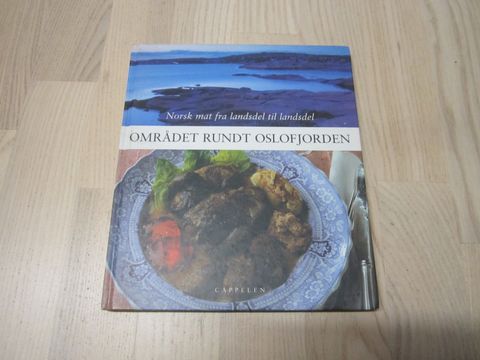 Norsk mat fra landsdel til landsdel
OMRÅDET RUNDT OSLOFJORDEN
CAPPELEN